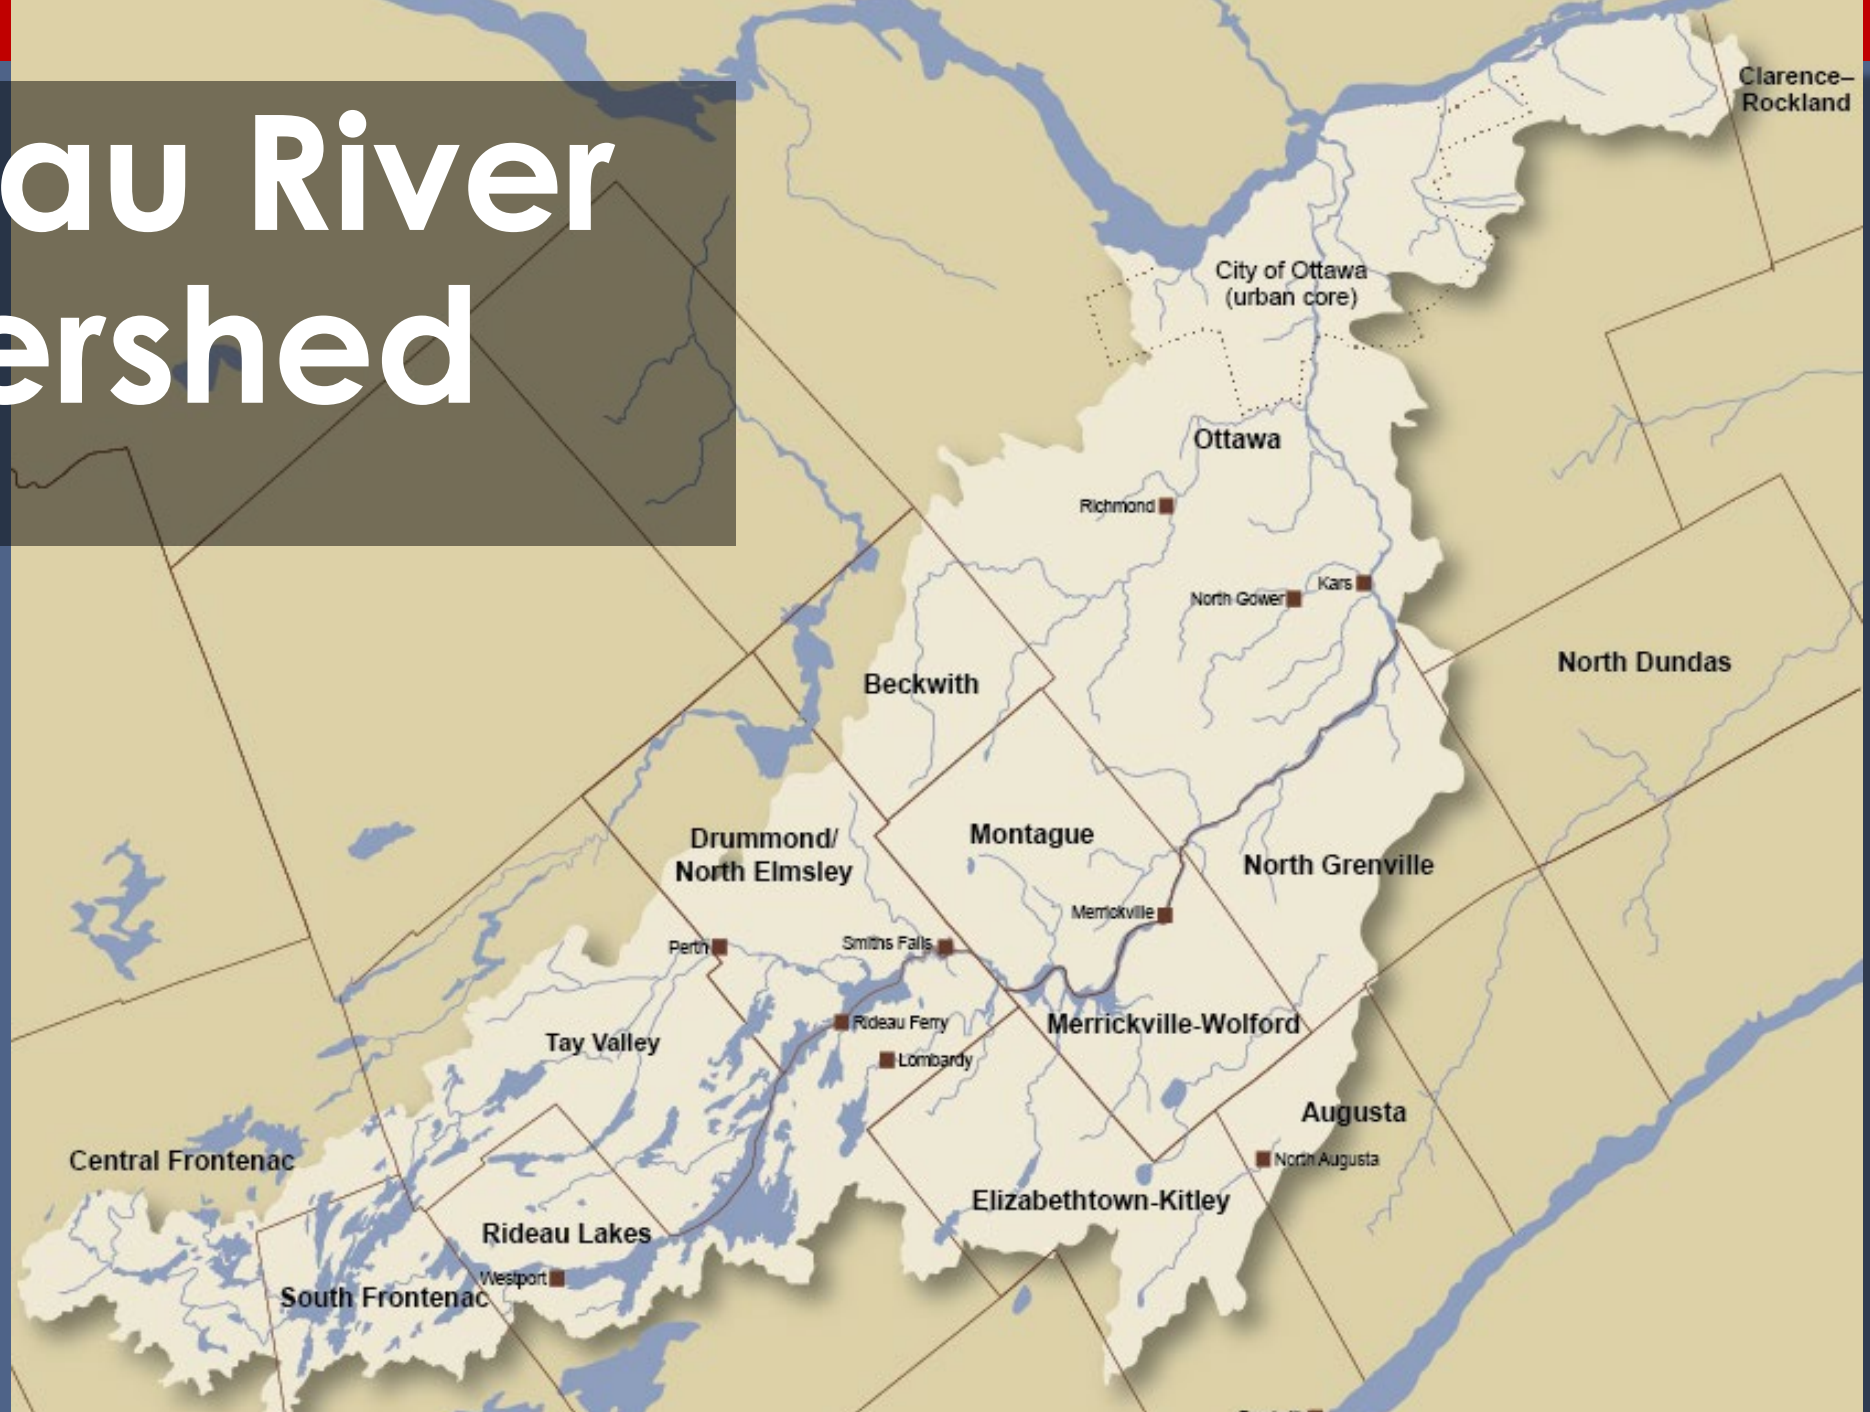 au River
ershed
Clarence–
Rockland
City of Ottawa
(urban core)
Ottawa
Richmond
Kars
North Gower
North Dundas
Beckwith
Drummond/
North Elmsley
Montague
North Grenville
Merrickville
Perth
Smiths Falls
Rideau Ferry
Merrickville-Wolford
Tay Valley
Lombardy
Augusta
Central Frontenac
North Augusta
Elizabethtown-Kitley
Rideau Lakes
Westport
South Frontenac